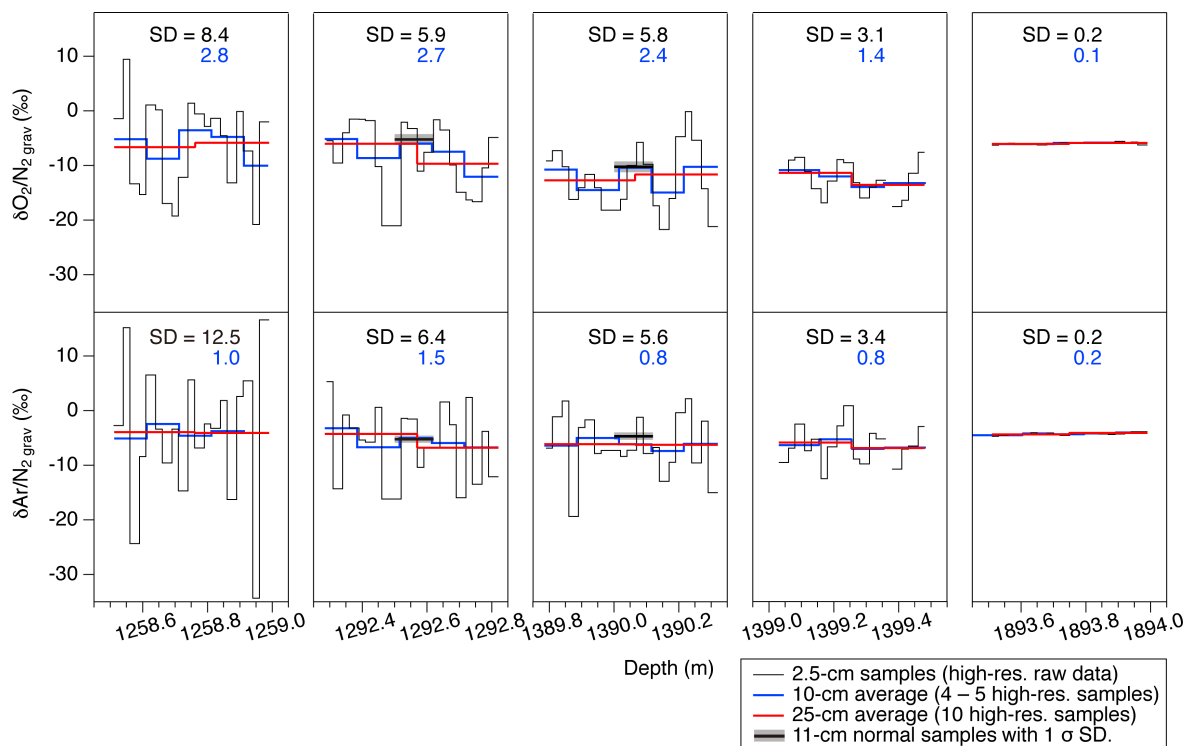 SD = 8.4
2.8
SD = 5.9
2.7
SD = 5.8
2.4
SD = 3.1
1.4
SD = 0.2
0.1
10
0
-10
-20
-30
δO2/N2 grav (‰)
SD = 12.5
1.0
SD = 6.4
1.5
SD = 5.6
0.8
SD = 3.4
0.8
SD = 0.2
0.2
10
0
-10
-20
-30
δAr/N2 grav (‰)
1258.6 1258.8 1259.0
1292.4 1292.6 1292.8
1389.8 1390.0 1390.2
1399.0 1399.2 1399.4
1893.6 1893.8 1894.0
Depth (m)
2.5-cm samples (high-res. raw data)
10-cm average (4 – 5 high-res. samples)
25-cm average (10 high-res. samples)
11-cm normal samples with 1 σ SD.